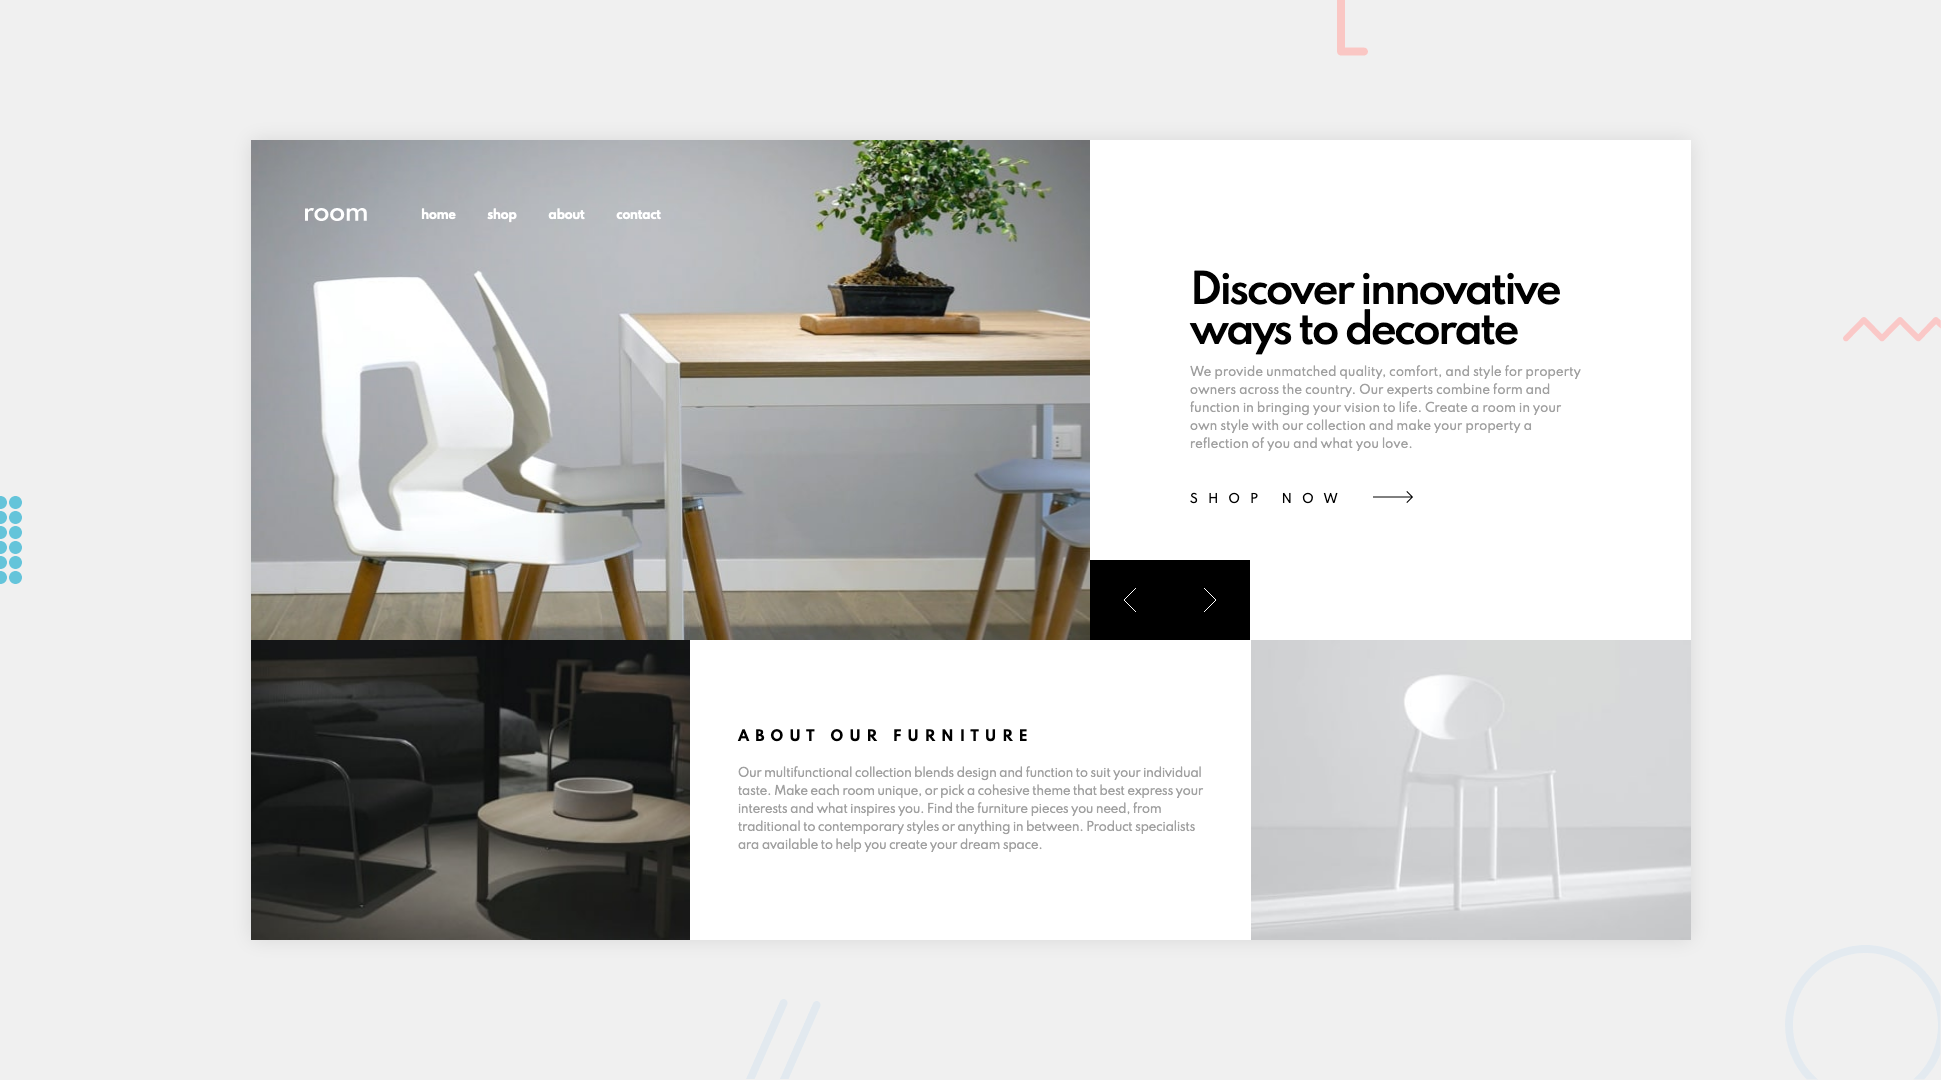 room
home shop about contact
Discover innovative
ways to decorate
We provide unmatched quality, comfort, and style for property
owners across the country. Our experts combine form and
function in bringing your vision to life. Create a room in your
own style with our collection and make your property a
reflection of you and what you love.
SHOP NOW
ABOUT OUR FURNITURE
Our multifunctional collection blends design and function to suit your individual
taste. Make each room unique, or pick a cohesive theme that best express your
interests and what inspires you. Find the furniture pieces you need, from
traditional to contemporary styles or anything in between. Product specialists
ara available to help you create your dream space.